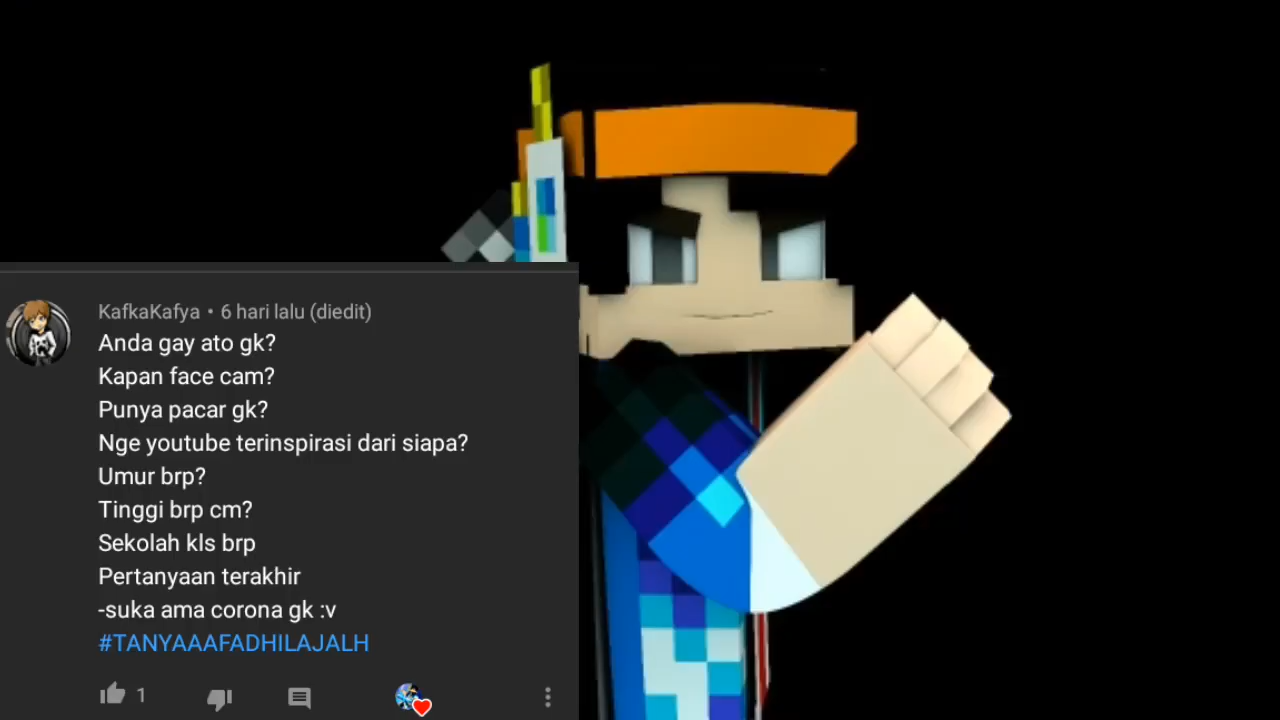 KafkaKafya • 6 hari lalu (diedit)
Anda gay ato gk?
Kapan face cam?
Punya pacar gk?
Nge youtube terinspirasi dari siapa?
Umur brp?
Tinggi brp cm?
Sekolah kls brp
Pertanyaan terakhir
-suka ama corona gk :v
#TANYAAAFADHILAJALH
1